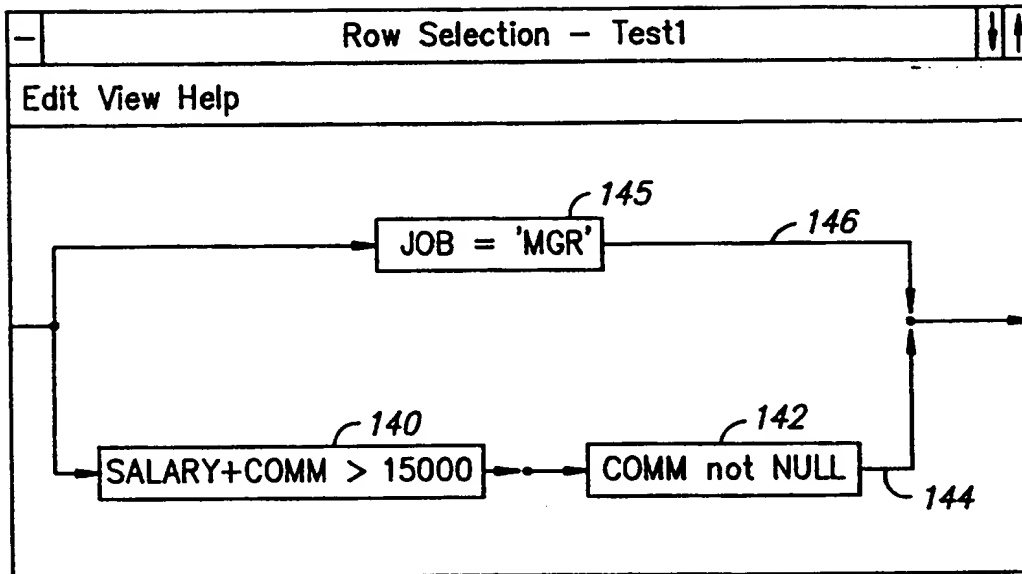 Row Selection – Test1
Edit View Help
145
JOB = 'MGR'
146
140
142
SALARY+COMM > 15000
COMM not NULL
144